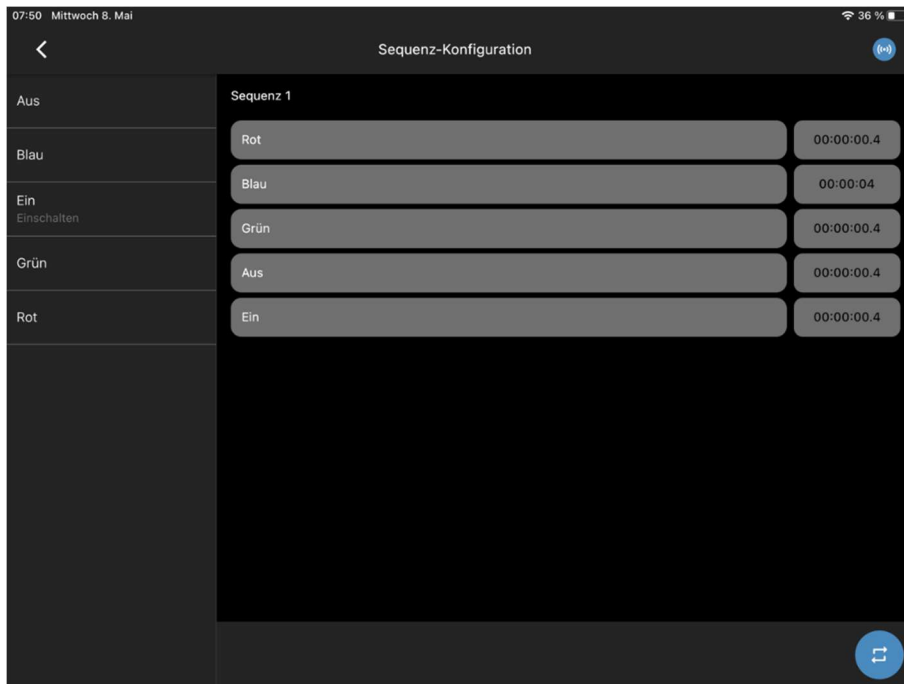 07:50 Mittwoch 8. Mai
36 %
Sequenz-Konfiguration
Aus
Blau
Ein
Einschalten
Grün
Rot
Sequenz 1
Rot 00:00:00.4
Blau 00:00:04
Grün 00:00:00.4
Aus 00:00:00.4
Ein 00:00:00.4